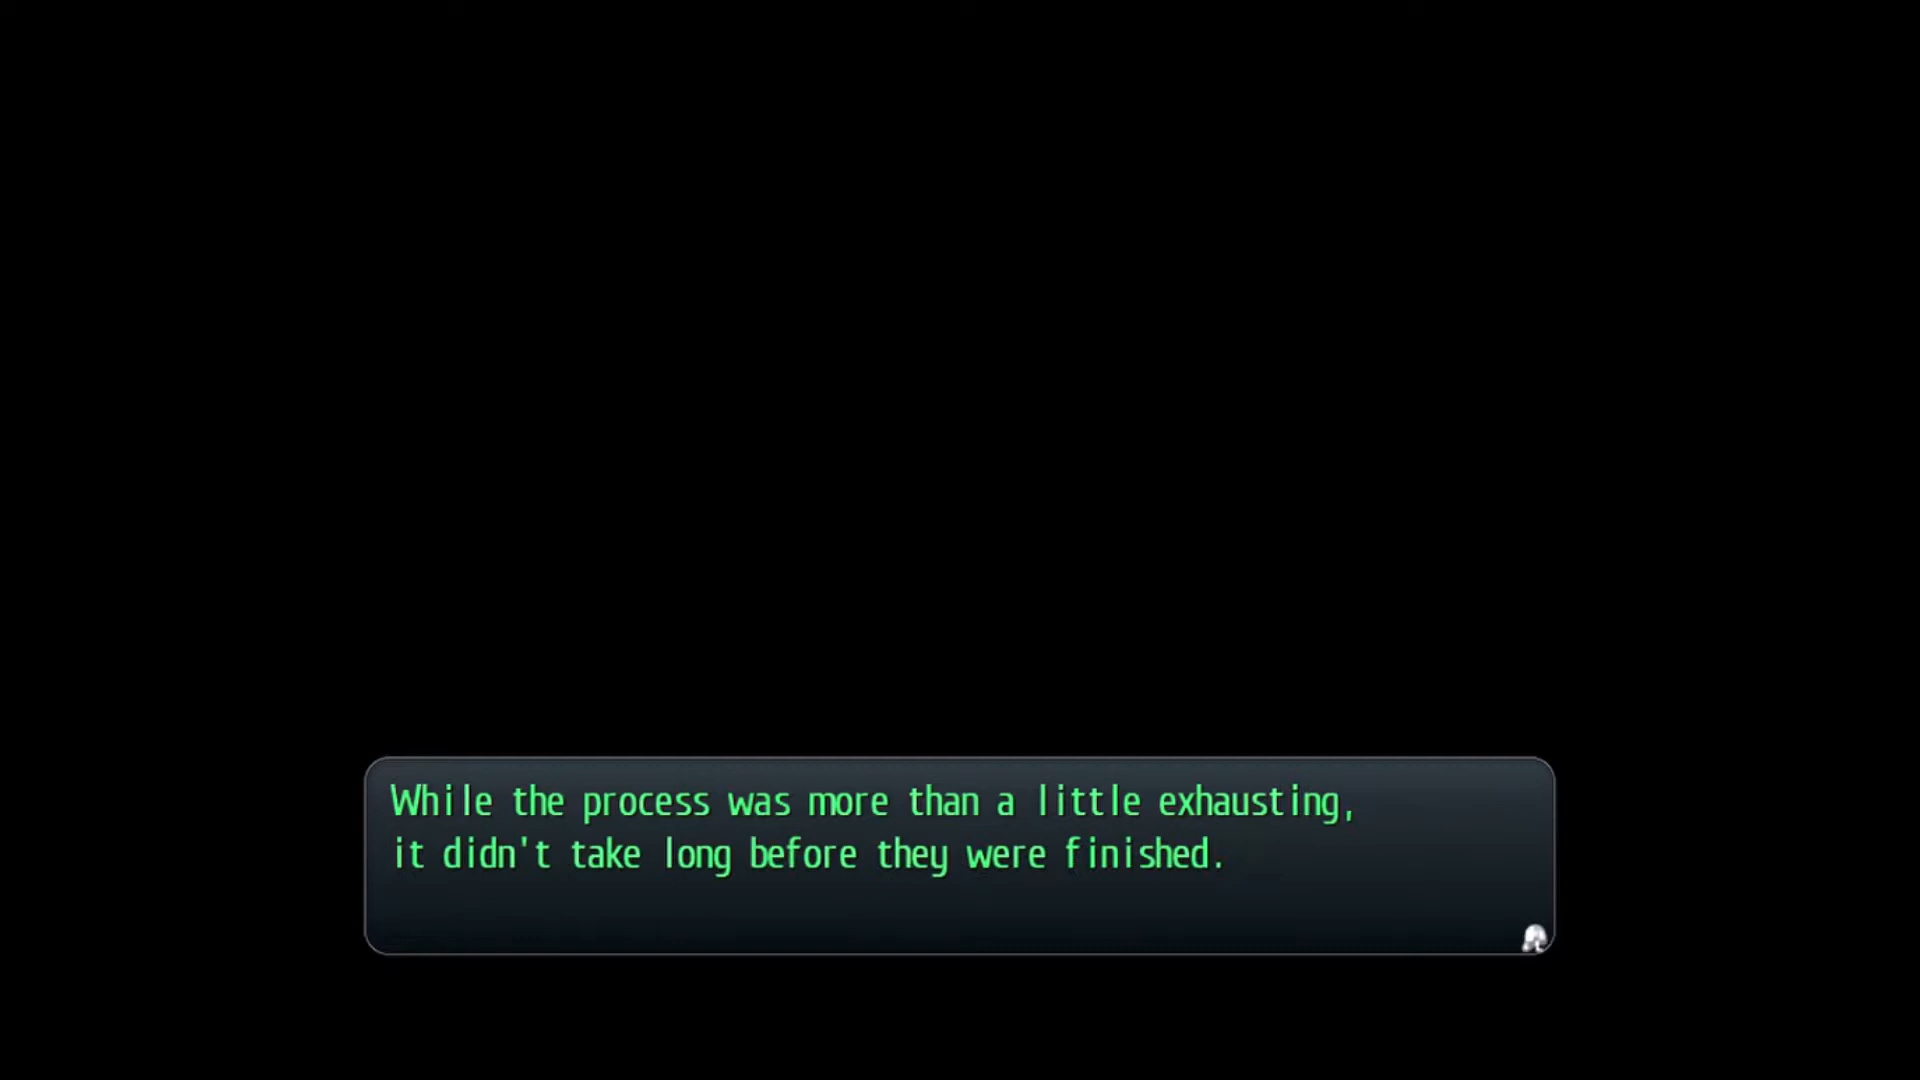 While the process was more than a little exhausting,
it didn't take long before they were finished.